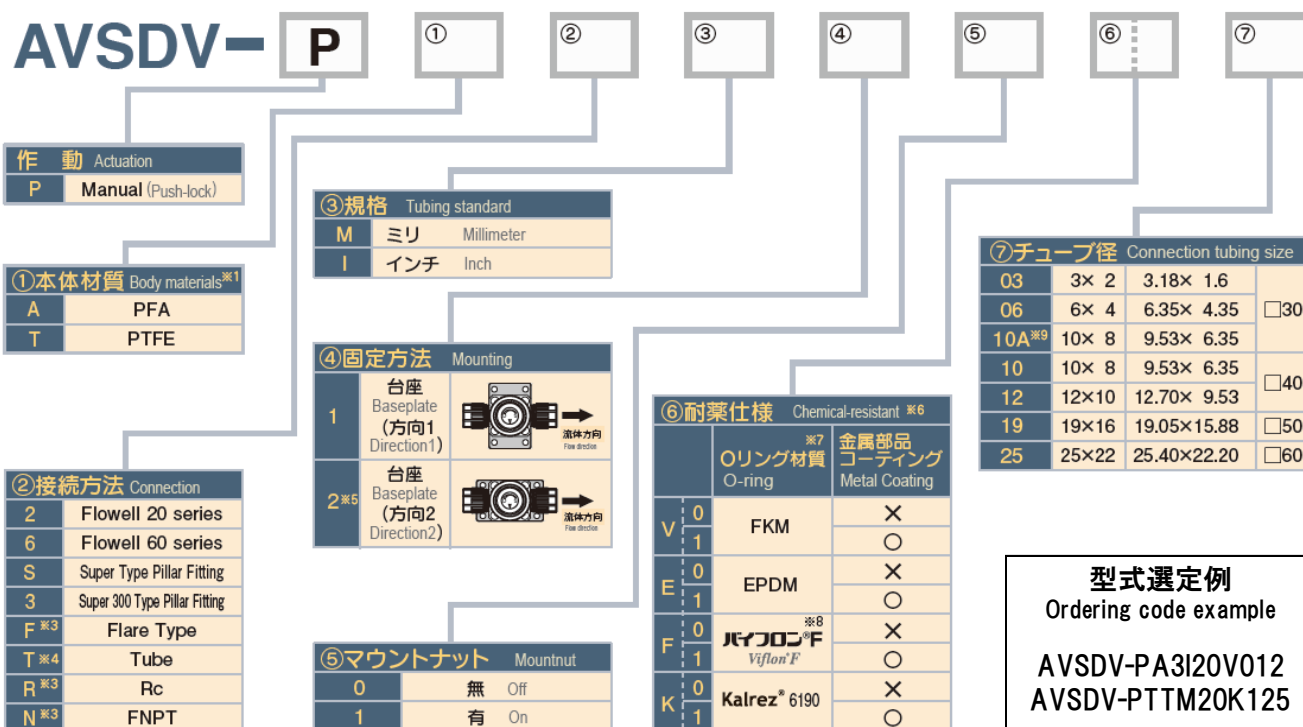 AVSDV- P ① ② ③ ④ ⑤ ⑥ ⑦
作 動 Actuation
P Manual (Push-lock)
①本体材質 Body materials※1
A PFA
T PTFE
②接続方法 Connection
2 Flowell 20 series
6 Flowell 60 series
S Super Type Pillar Fitting
3 Super 300 Type Pillar Fitting
F※3 Flare Type
T※4 Tube
R※3 Rc
N※3 FNPT
③規格 Tubing standard
M ミリ Millimeter
I インチ Inch
④固定方法 Mounting
1 台座
Baseplate
(方向1
Direction1)
流体方向
Flow direction
2※5 台座
Baseplate
(方向2
Direction2)
流体方向
Flow direction
⑤マウントナット Mountnut
0 無 Off
1 有 On
⑥耐薬仕様 Chemical-resistant ※6
※7
Oリング材質
O-ring
金属部品
コーティング
Metal Coating
V 0 FKM ×
1 ○
E 0 EPDM ×
1 ○
F 0 バイフロン®F ※8 ×
1 Viflon®F ○
K 0 Kalrez® 6190 ×
1 ○
⑦チューブ径 Connection tubing size
03 3× 2 3.18× 1.6
06 6× 4 6.35× 4.35 □30
10A※9 10× 8 9.53× 6.35
10 10× 8 9.53× 6.35
□40
12 12×10 12.70× 9.53
19 19×16 19.05×15.88 □50
25 25×22 25.40×22.20 □60
型式選定例
Ordering code example
AVSDV-PA3I20V012
AVSDV-PTTM20K125